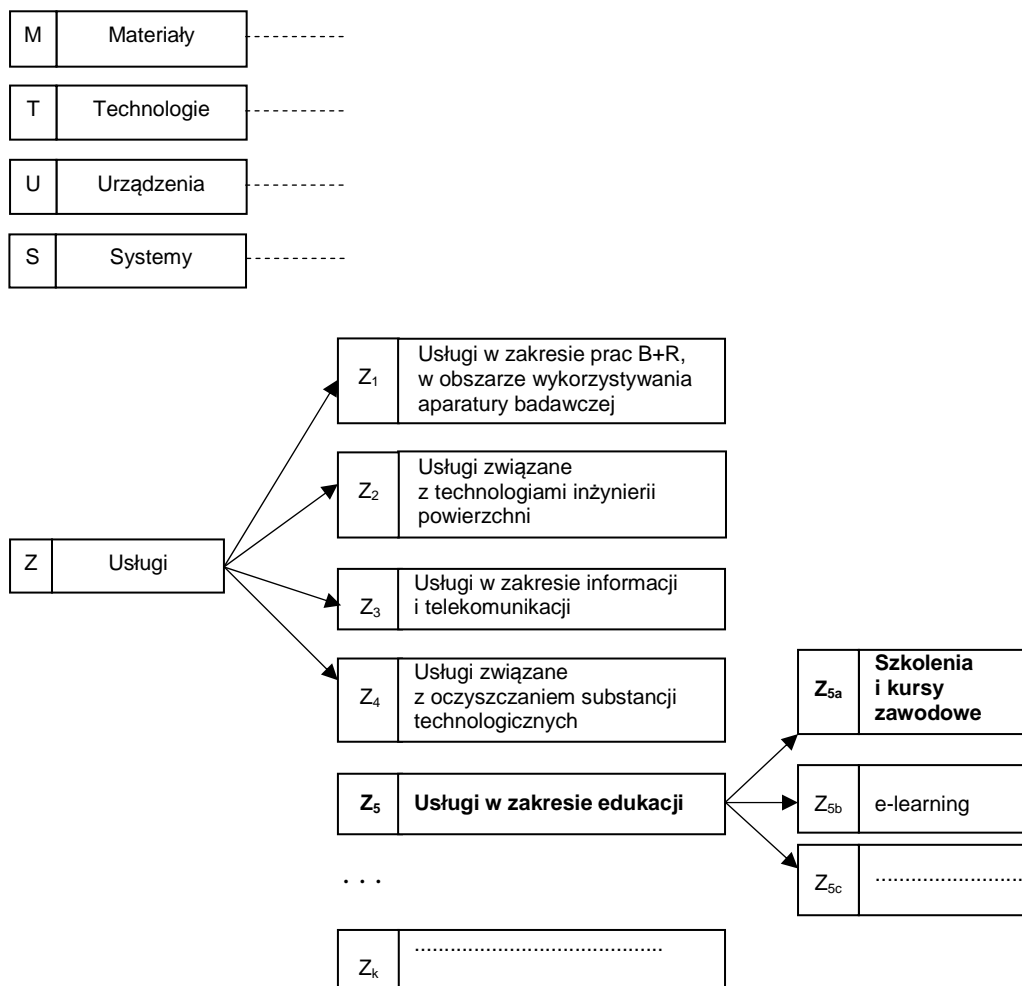 M Materiały
T Technologie
U Urządzenia
S Systemy
Z₁ Usługi w zakresie prac B+R,
w obszarze wykorzystywania
aparatury badawczej
Z₂ Usługi związane
z technologiami inżynierii
powierzchni
Z Usługi
Z₃ Usługi w zakresie informacji
i telekomunikacji
Z₄ Usługi związane
z oczyszczaniem substancji
technologicznych
Z₅ Usługi w zakresie edukacji
Z₅ₐ Szkolenia
i kursy
zawodowe
Z5b e-learning
Z5c .........................
. . .
Zₖ ..........................................